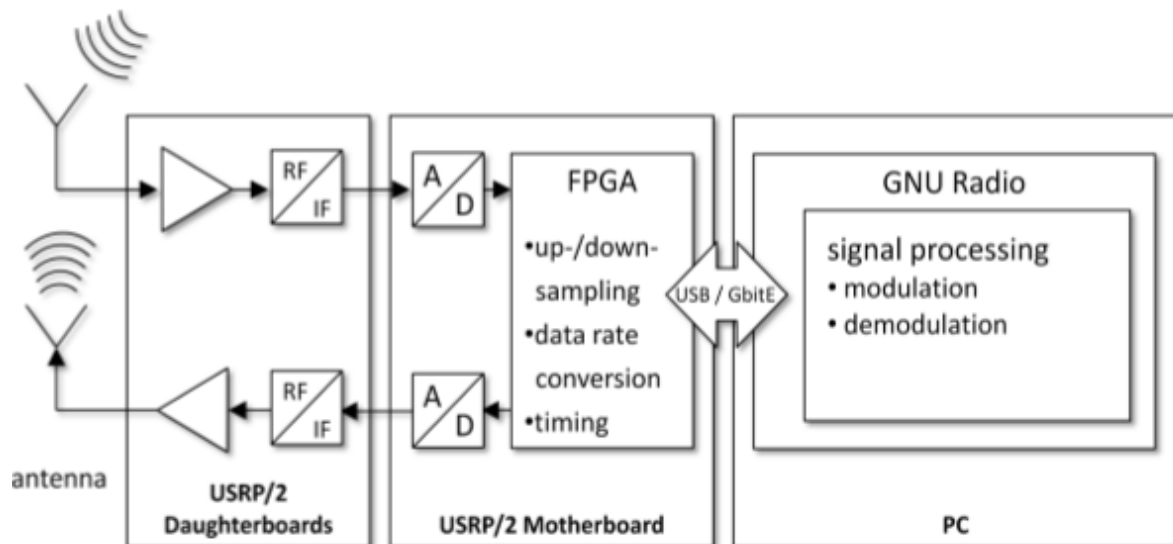 RF
IF
A
D
FPGA
•up-/down-
sampling
•data rate
conversion
•timing
RF
IF
A
D
USB / GbitE
GNU Radio
signal processing
• modulation
• demodulation
antenna
USRP/2
Daughterboards
USRP/2 Motherboard
PC